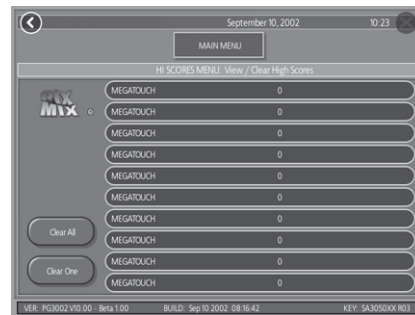 September 10, 2002 10:23
MAIN MENU
HI SCORES MENU: View / Clear High Scores
PIX
MIX
MEGATOUCH 0
MEGATOUCH 0
MEGATOUCH 0
MEGATOUCH 0
MEGATOUCH 0
MEGATOUCH 0
MEGATOUCH 0
MEGATOUCH 0
MEGATOUCH 0
MEGATOUCH 0
Clear All
Clear One
VER: PG3002 V10.00 - Beta 1.00 BUILD: Sep 10 2002 08:16:42 KEY: SA3050XX R03